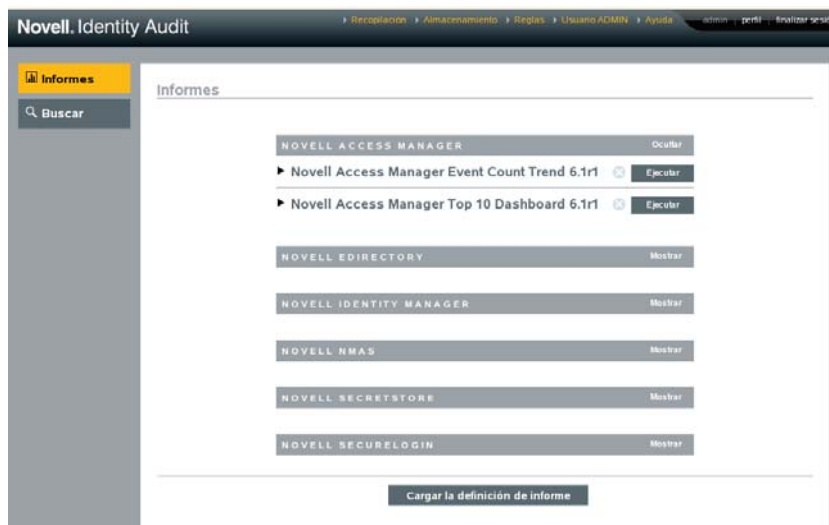 Novell. Identity Audit
Recopilación Almacenamiento Reglas Usuario ADMIN Ayuda admin perfil finalizar sesió
Informes
Buscar
Informes
NOVELL ACCESS MANAGER Ocultar
Novell Access Manager Event Count Trend 6.1r1 Ejecutar
Novell Access Manager Top 10 Dashboard 6.1r1 Ejecutar
NOVELL EDIRECTORY Mostrar
NOVELL IDENTITY MANAGER Mostrar
NOVELL NMAS Mostrar
NOVELL SECRETSTORE Mostrar
NOVELL SECURELOGIN Mostrar
Cargar la definición de informe